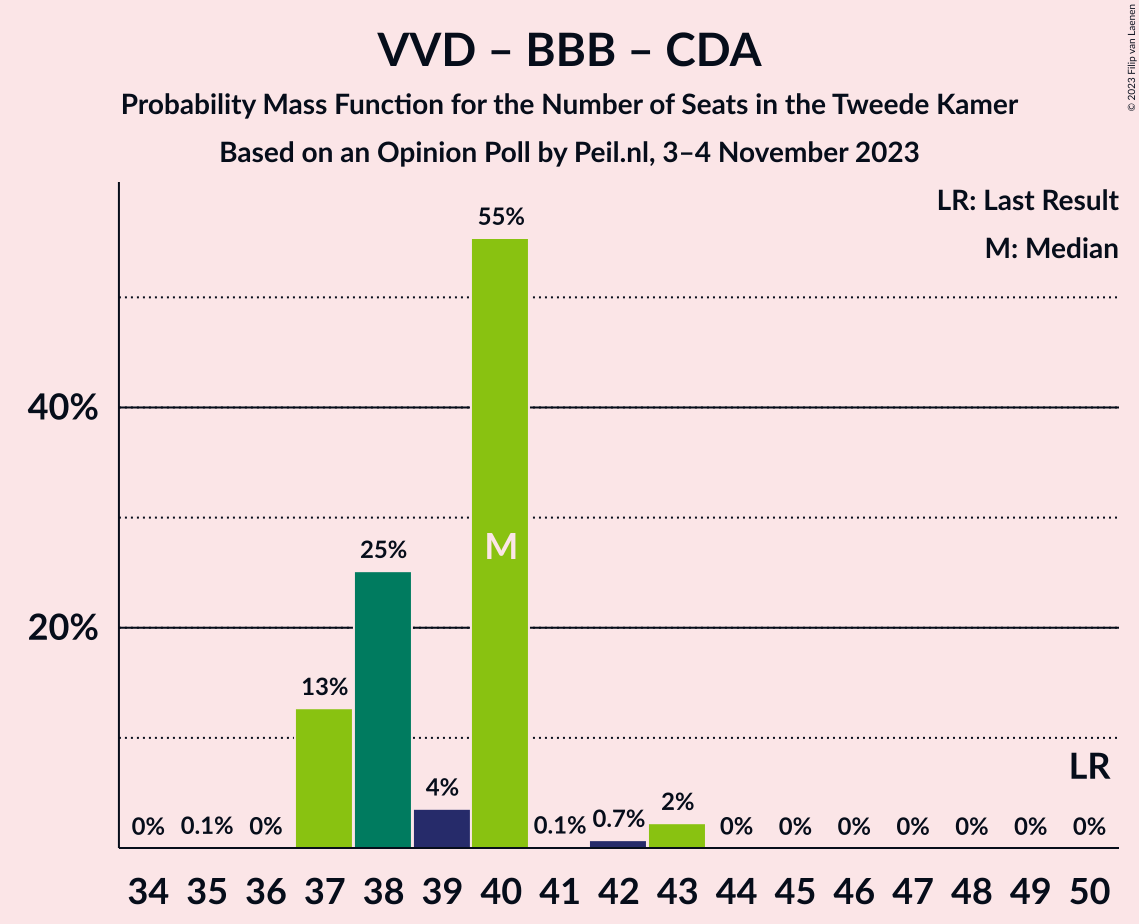 VVD – BBB – CDA
Probability Mass Function for the Number of Seats in the Tweede Kamer
Based on an Opinion Poll by Peil.nl, 3–4 November 2023
© 2023 Filip van Laenen
LR: Last Result
M: Median
55%
40%
M
25%
20%
13%
LR
4%
0% 0.1% 0% 0.1% 0.7% 2% 0% 0% 0% 0% 0% 0% 0%
34 35 36 37 38 39 40 41 42 43 44 45 46 47 48 49 50